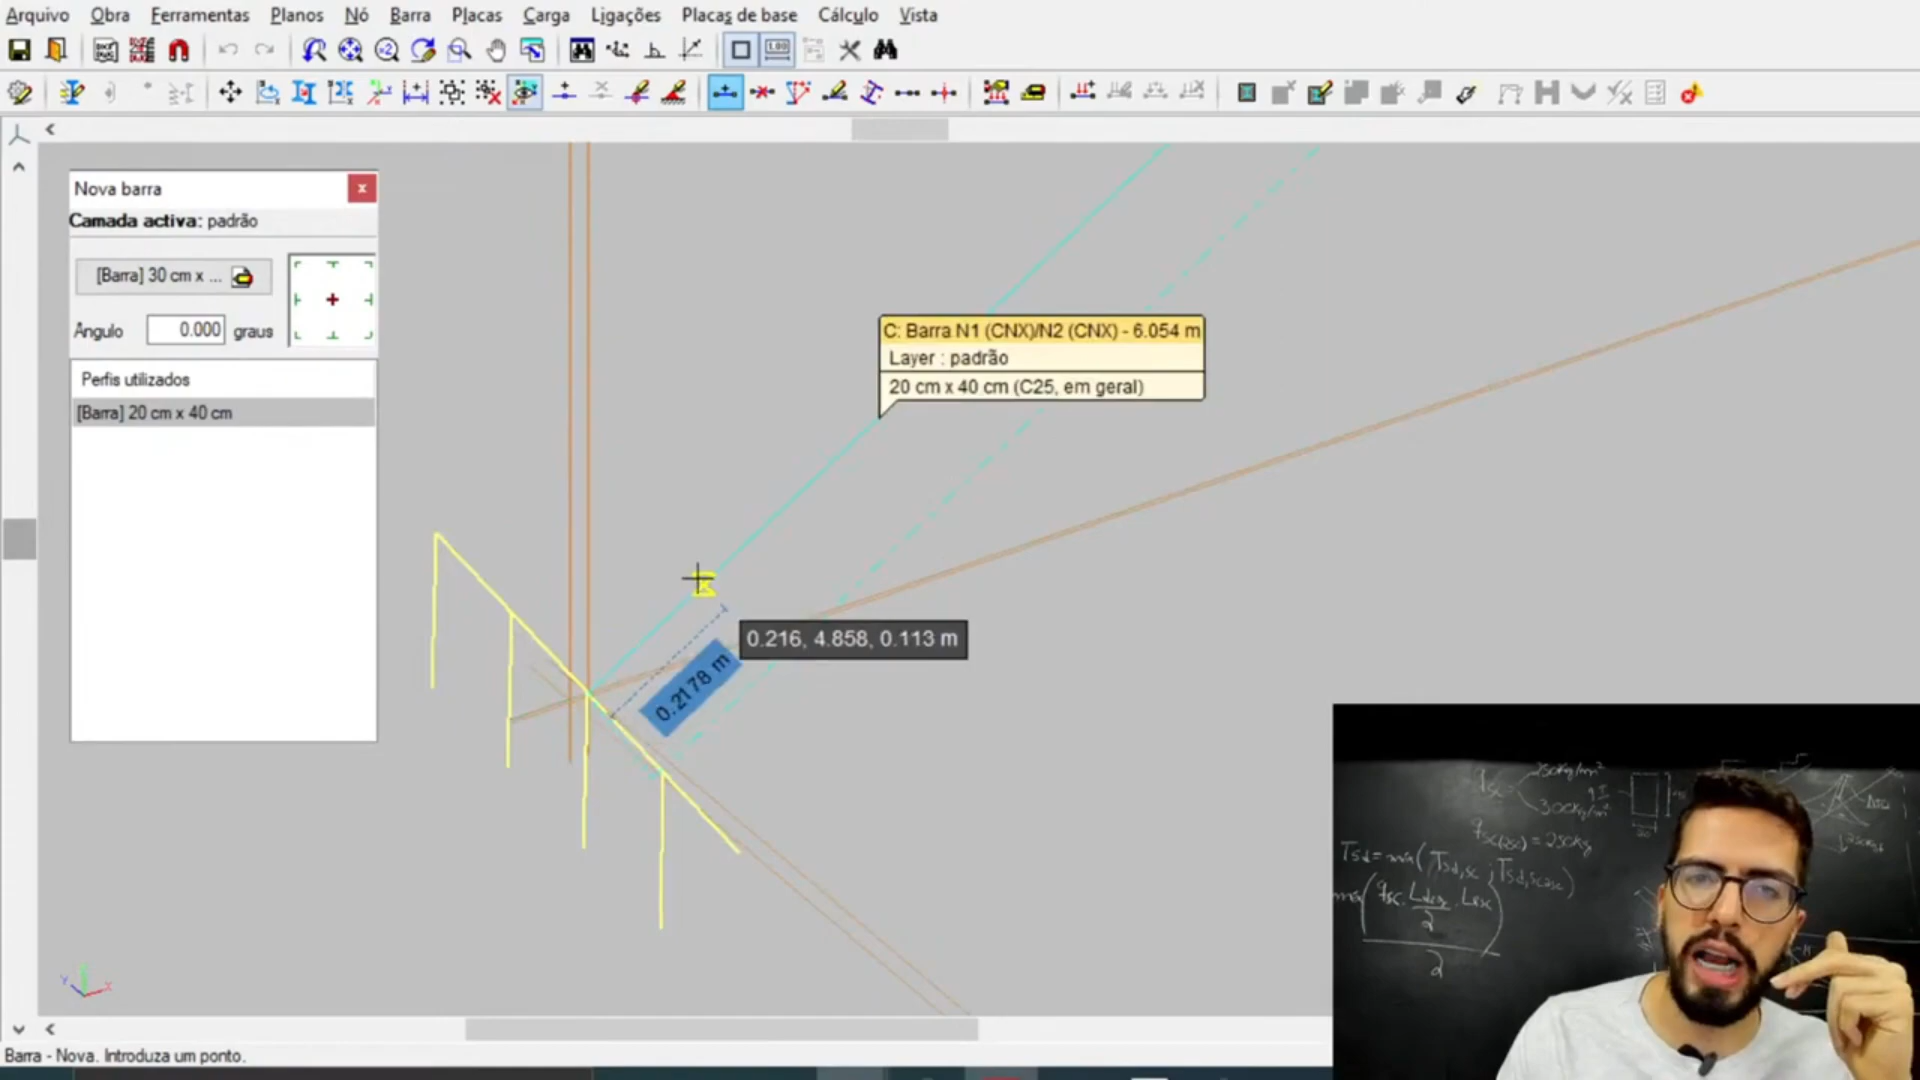 Arquivo Obra Ferramentas Planos Nó Barra Placas Carga Ligações Placas de base Cálculo Vista
Nova barra
Camada activa: padrão
[Barra] 30 cm x ...
Ângulo 0.000 graus
Perfis utilizados
[Barra] 20 cm x 40 cm
C: Barra N1 (CNX)/N2 (CNX) - 6.054 m
Layer : padrão
20 cm x 40 cm (C25, em geral)
0.216, 4.858, 0.113 m
0.2178 m
Barra - Nova. Introduza um ponto.